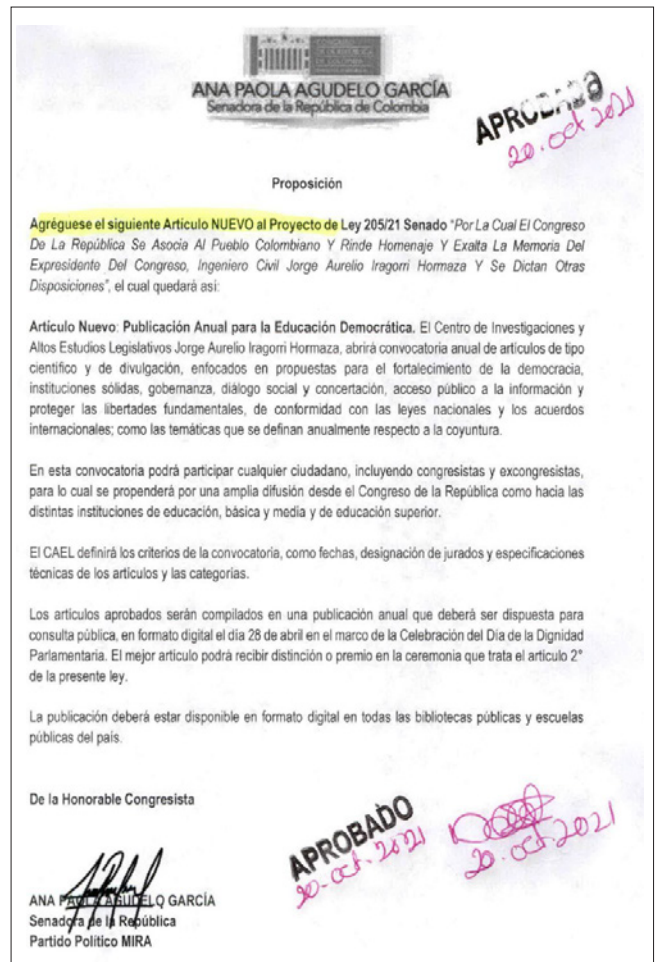 ANA PAOLA AGUDELO GARCÍA
Senadora de la República de Colombia
APROBADO
20. oct 2021
Proposición
Agréguese el siguiente Artículo NUEVO al Proyecto de Ley 205/21 Senado "Por La Cual El Congreso
De La República Se Asocia Al Pueblo Colombiano Y Rinde Homenaje Y Exalta La Memoria Del
Expresidente Del Congreso, Ingeniero Civil Jorge Aurelio Iragorri Hormaza Y Se Dictan Otras
Disposiciones", el cual quedará así:
Artículo Nuevo: Publicación Anual para la Educación Democrática. El Centro de Investigaciones y
Altos Estudios Legislativos Jorge Aurelio Iragorri Hormaza, abrirá convocatoria anual de artículos de tipo
científico y de divulgación, enfocados en propuestas para el fortalecimiento de la democracia,
instituciones sólidas, gobernanza, diálogo social y concertación, acceso público a la información y
proteger las libertades fundamentales, de conformidad con las leyes nacionales y los acuerdos
internacionales; como las temáticas que se definan anualmente respecto a la coyuntura.
En esta convocatoria podrá participar cualquier ciudadano, incluyendo congresistas y excongresistas,
para lo cual se propenderá por una amplia difusión desde el Congreso de la República como hacia las
distintas instituciones de educación, básica y media y de educación superior.
El CAEL definirá los criterios de la convocatoria, como fechas, designación de jurados y especificaciones
técnicas de los artículos y las categorías.
Los artículos aprobados serán compilados en una publicación anual que deberá ser dispuesta para
consulta pública, en formato digital el día 28 de abril en el marco de la Celebración del Día de la Dignidad
Parlamentaria. El mejor artículo podrá recibir distinción o premio en la ceremonia que trata el artículo 2°
de la presente ley.
La publicación deberá estar disponible en formato digital en todas las bibliotecas públicas y escuelas
públicas del país.
De la Honorable Congresista
APROBADO
20. oct. 2021
20. oct. 2021
ANA PAOLA AGUDELO GARCÍA
Senadora de la República
Partido Político MIRA